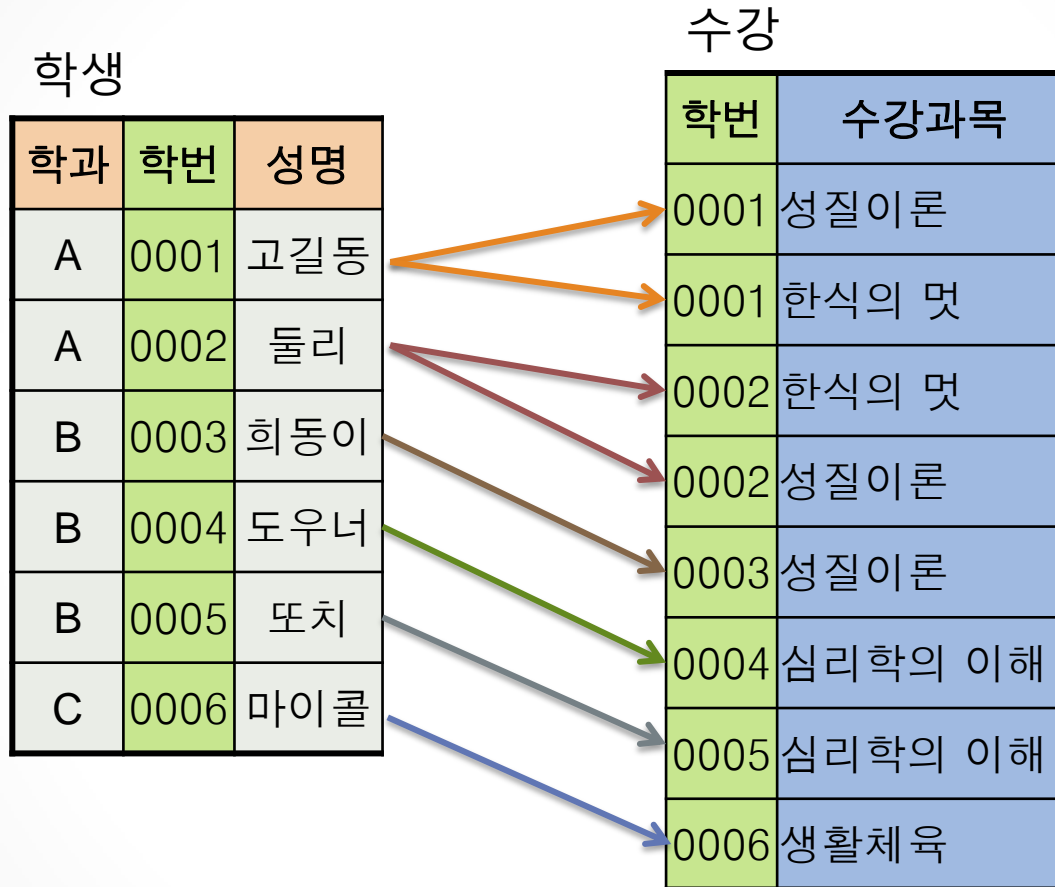 학생
학과 학번 성명
A 0001 고길동
A 0002 둘리
B 0003 희동이
B 0004 도우너
B 0005 또치
C 0006 마이콜
수강
학번 수강과목
0001 성질이론
0001 한식의 멋
0002 한식의 멋
0002 성질이론
0003 성질이론
0004 심리학의 이해
0005 심리학의 이해
0006 생활체육